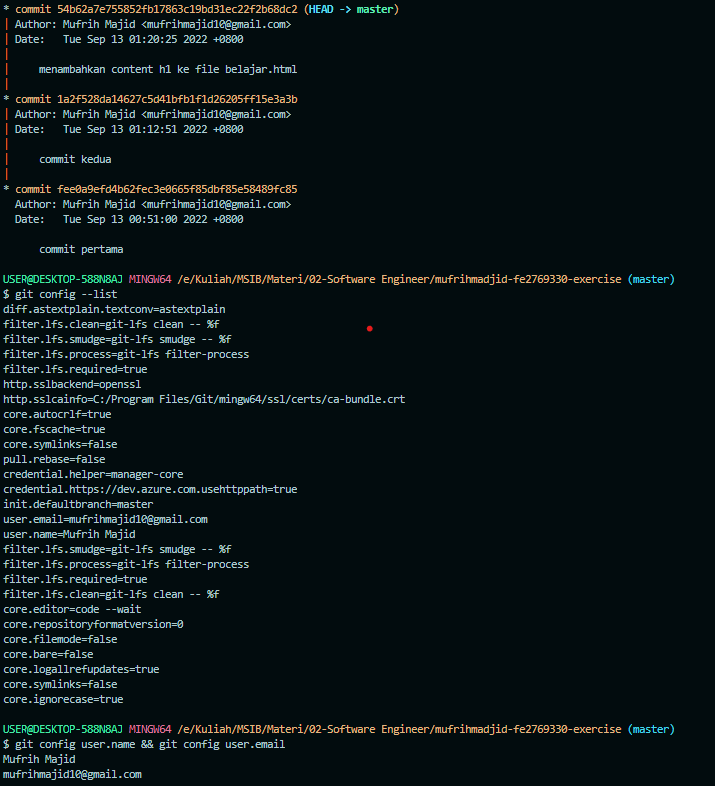 * commit 54b62a7e755852fb17863c19bd31ec22f2b68dc2 (HEAD -> master)
| Author: Mufrih Majid <mufrihmajid10@gmail.com>
| Date:   Tue Sep 13 01:20:25 2022 +0800
|
|     menambahkan content h1 ke file belajar.html
|
* commit 1a2f528da14627c5d41bfb1f1d26205ff15e3a3b
| Author: Mufrih Majid <mufrihmajid10@gmail.com>
| Date:   Tue Sep 13 01:12:51 2022 +0800
|
|     commit kedua
|
* commit fee0a9efd4b62fec3e0665f85dbf85e58489fc85
  Author: Mufrih Majid <mufrihmajid10@gmail.com>
  Date:   Tue Sep 13 00:51:00 2022 +0800

      commit pertama

USER@DESKTOP-588N8AJ MINGW64 /e/Kuliah/MSIB/Materi/02-Software Engineer/mufrihmadjid-fe2769330-exercise (master)
$ git config --list
diff.astextplain.textconv=astextplain
filter.lfs.clean=git-lfs clean -- %f
filter.lfs.smudge=git-lfs smudge -- %f
filter.lfs.process=git-lfs filter-process
filter.lfs.required=true
http.sslbackend=openssl
http.sslcainfo=C:/Program Files/Git/mingw64/ssl/certs/ca-bundle.crt
core.autocrlf=true
core.fscache=true
core.symlinks=false
pull.rebase=false
credential.helper=manager-core
credential.https://dev.azure.com.usehttppath=true
init.defaultbranch=master
user.email=mufrihmajid10@gmail.com
user.name=Mufrih Majid
filter.lfs.smudge=git-lfs smudge -- %f
filter.lfs.process=git-lfs filter-process
filter.lfs.required=true
filter.lfs.clean=git-lfs clean -- %f
core.editor=code --wait
core.repositoryformatversion=0
core.filemode=false
core.bare=false
core.logallrefupdates=true
core.symlinks=false
core.ignorecase=true

USER@DESKTOP-588N8AJ MINGW64 /e/Kuliah/MSIB/Materi/02-Software Engineer/mufrihmadjid-fe2769330-exercise (master)
$ git config user.name && git config user.email
Mufrih Majid
mufrihmajid10@gmail.com